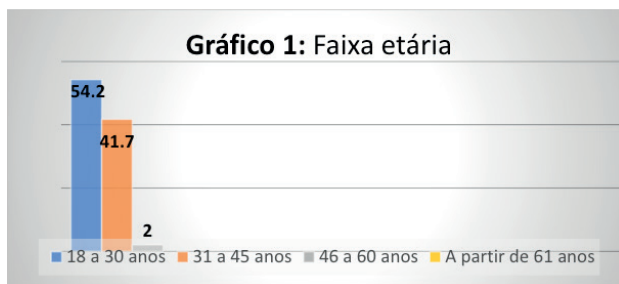 Gráfico 1: Faixa etária
54.2
41.7
2
18 a 30 anos 31 a 45 anos 46 a 60 anos A partir de 61 anos